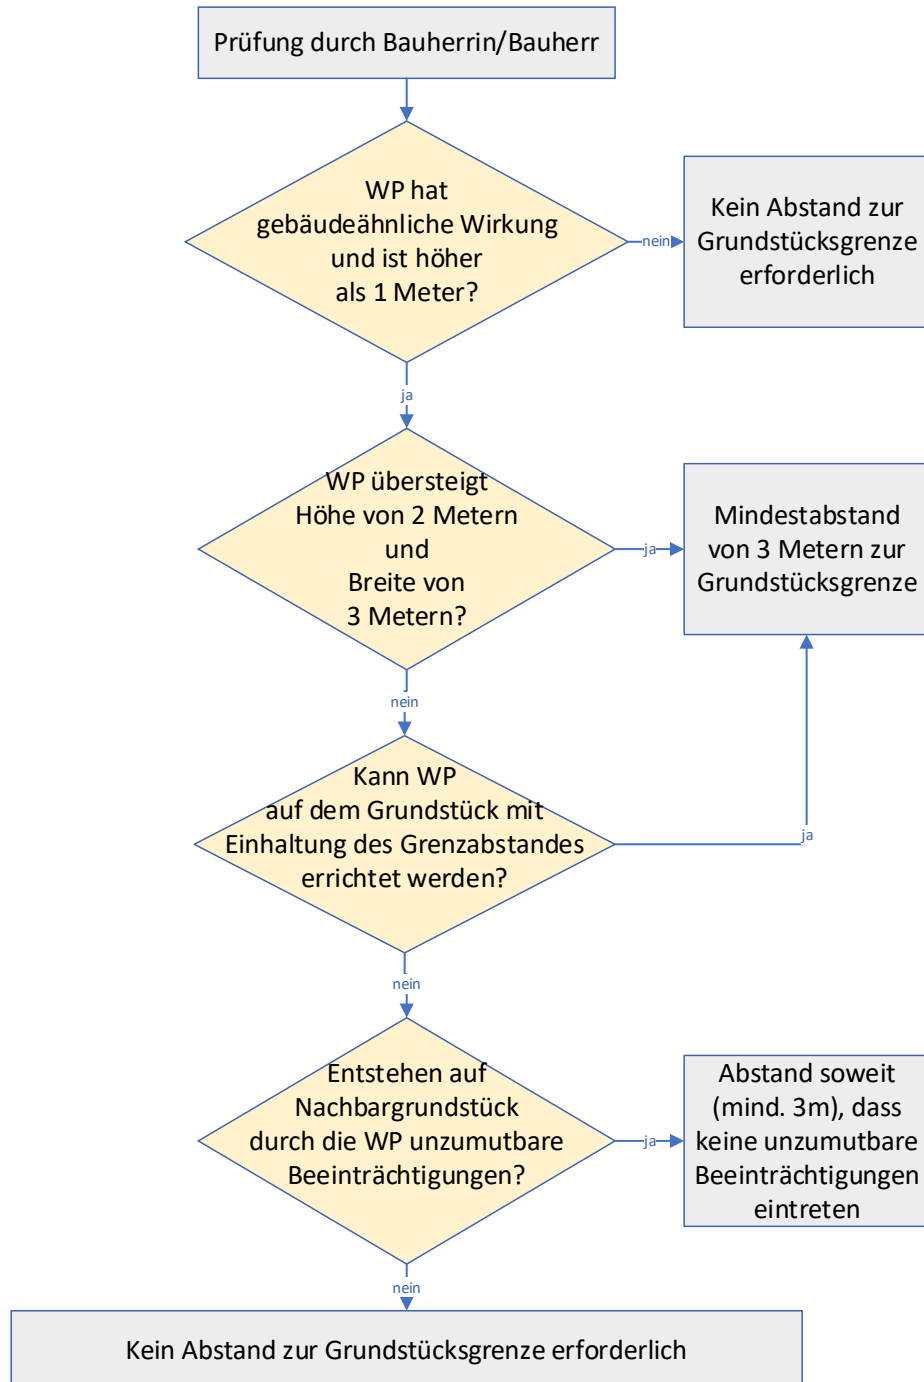 Prüfung durch Bauherrin/Bauherr
WP hat
gebäudeähnliche Wirkung
und ist höher
als 1 Meter?
nein
Kein Abstand zur
Grundstücksgrenze
erforderlich
ja
WP übersteigt
Höhe von 2 Metern
und
Breite von
3 Metern?
ja
Mindestabstand
von 3 Metern zur
Grundstücksgrenze
nein
Kann WP
auf dem Grundstück mit
Einhaltung des Grenzabstandes
errichtet werden?
ja
nein
Entstehen auf
Nachbargrundstück
durch die WP unzumutbare
Beeinträchtigungen?
ja
Abstand soweit
(mind. 3m), dass
keine unzumutbare
Beeinträchtigungen
eintreten
nein
Kein Abstand zur Grundstücksgrenze erforderlich